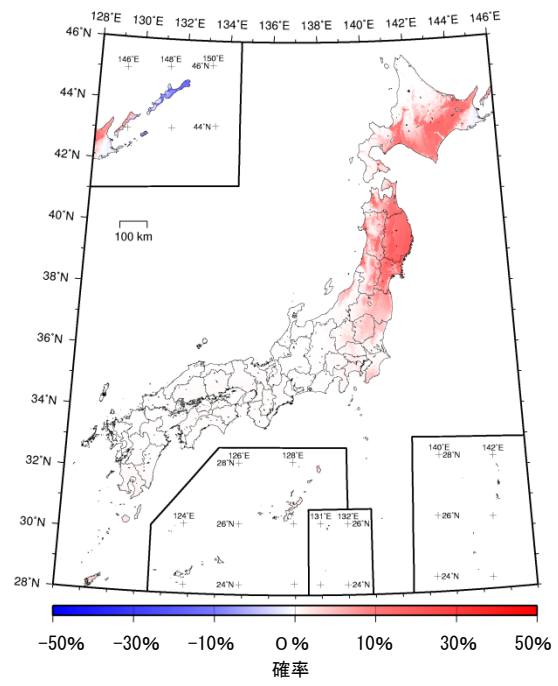 128°E 130°E 132°E 134°E 136°E 138°E 140°E 142°E 144°E 146°E
46°N
146°E 148°E 150°E
46°N
44°N
44°N
42°N
40°N
100 km
38°N
36°N
34°N
32°N
126°E 128°E
28°N
140°E 142°E
28°N
30°N
124°E
26°N
131°E 132°E
26°N
26°N
28°N
24°N
24°N
24°N
-50% -30% -10% 0% 10% 30% 50%
確率